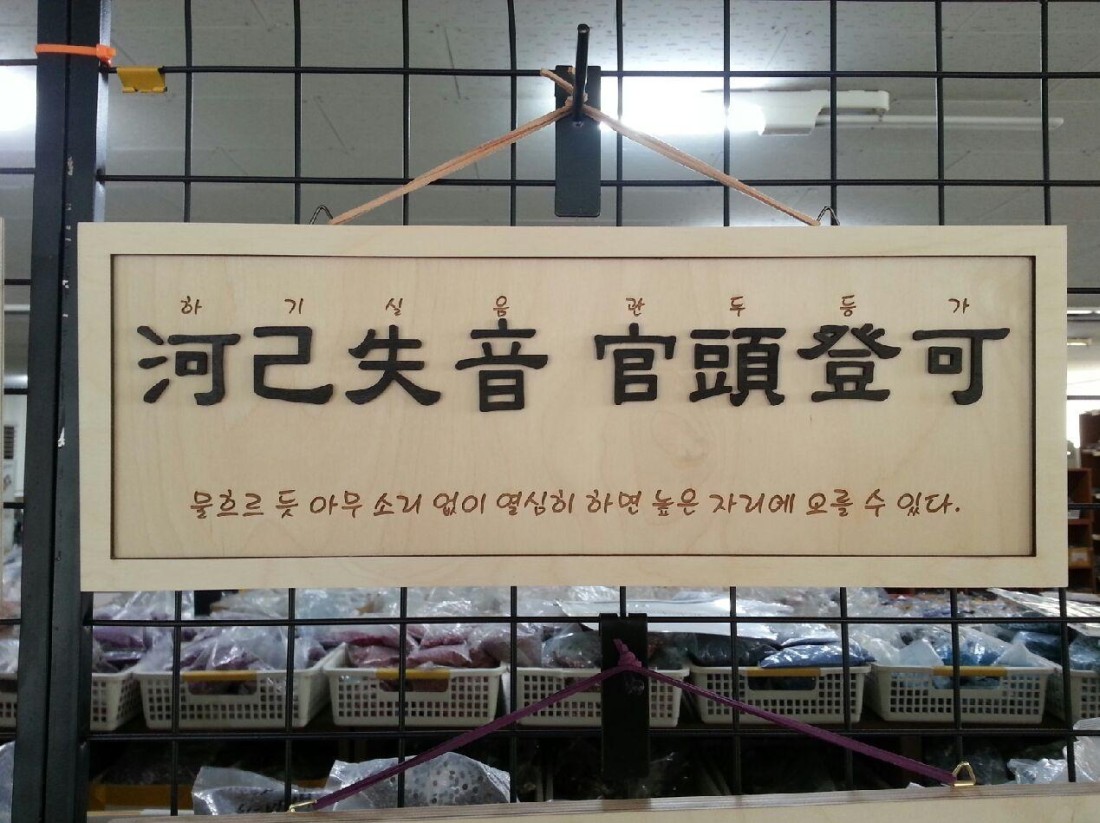 하기실음 관두등가
河己失音 官頭登可
물흐르 듯 아무 소리 없이 열심히 하면 높은 자리에 오를 수 있다.